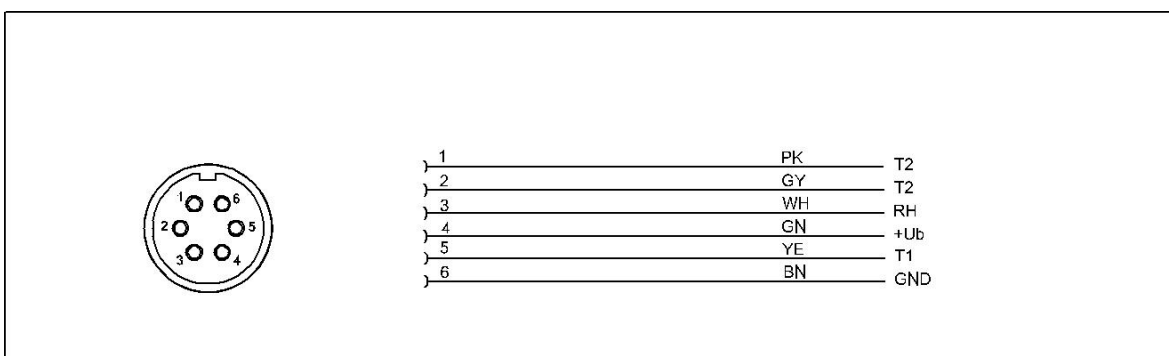 1 6
2 5
3 4
1 PK T2
2 GY T2
3 WH RH
4 GN +Ub
5 YE T1
6 BN GND